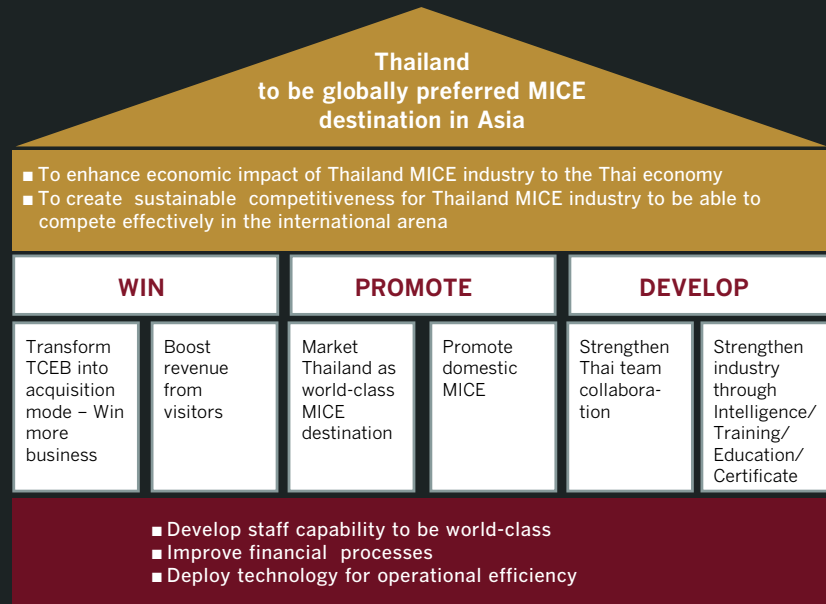 Thailand
to be globally preferred MICE
destination in Asia
■ To enhance economic impact of Thailand MICE industry to the Thai economy
■ To create sustainable competitiveness for Thailand MICE industry to be able to
compete effectively in the international arena
WIN
PROMOTE
DEVELOP
Transform
TCEB into
acquisition
mode – Win
more
business
Boost
revenue
from
visitors
Market
Thailand as
world-class
MICE
destination
Promote
domestic
MICE
Strengthen
Thai team
collabora-
tion
Strengthen
industry
through
Intelligence/
Training/
Education/
Certificate
■ Develop staff capability to be world-class
■ Improve financial processes
■ Deploy technology for operational efficiency